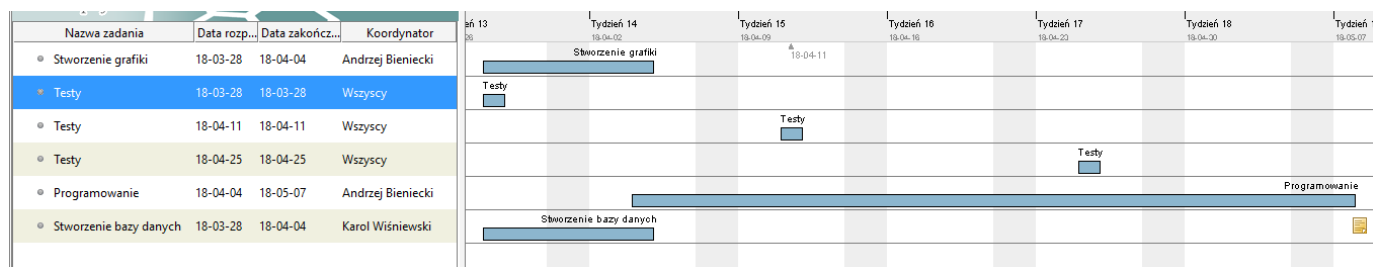 Nazwa zadania Data rozp... Data zakończ... Koordynator
Stworzenie grafiki 18-03-28 18-04-04 Andrzej Bieniecki
Testy 18-03-28 18-03-28 Wszyscy
Testy 18-04-11 18-04-11 Wszyscy
Testy 18-04-25 18-04-25 Wszyscy
Programowanie 18-04-04 18-05-07 Andrzej Bieniecki
Stworzenie bazy danych 18-03-28 18-04-04 Karol Wiśniewski
eń 13 Tydzień 14 Tydzień 15 Tydzień 16 Tydzień 17 Tydzień 18 Tydzień
26 18-04-02 18-04-09 18-04-16 18-04-23 18-04-30 18-05-07
18-04-11
Stworzenie grafiki
Testy
Testy
Testy
Programowanie
Stworzenie bazy danych